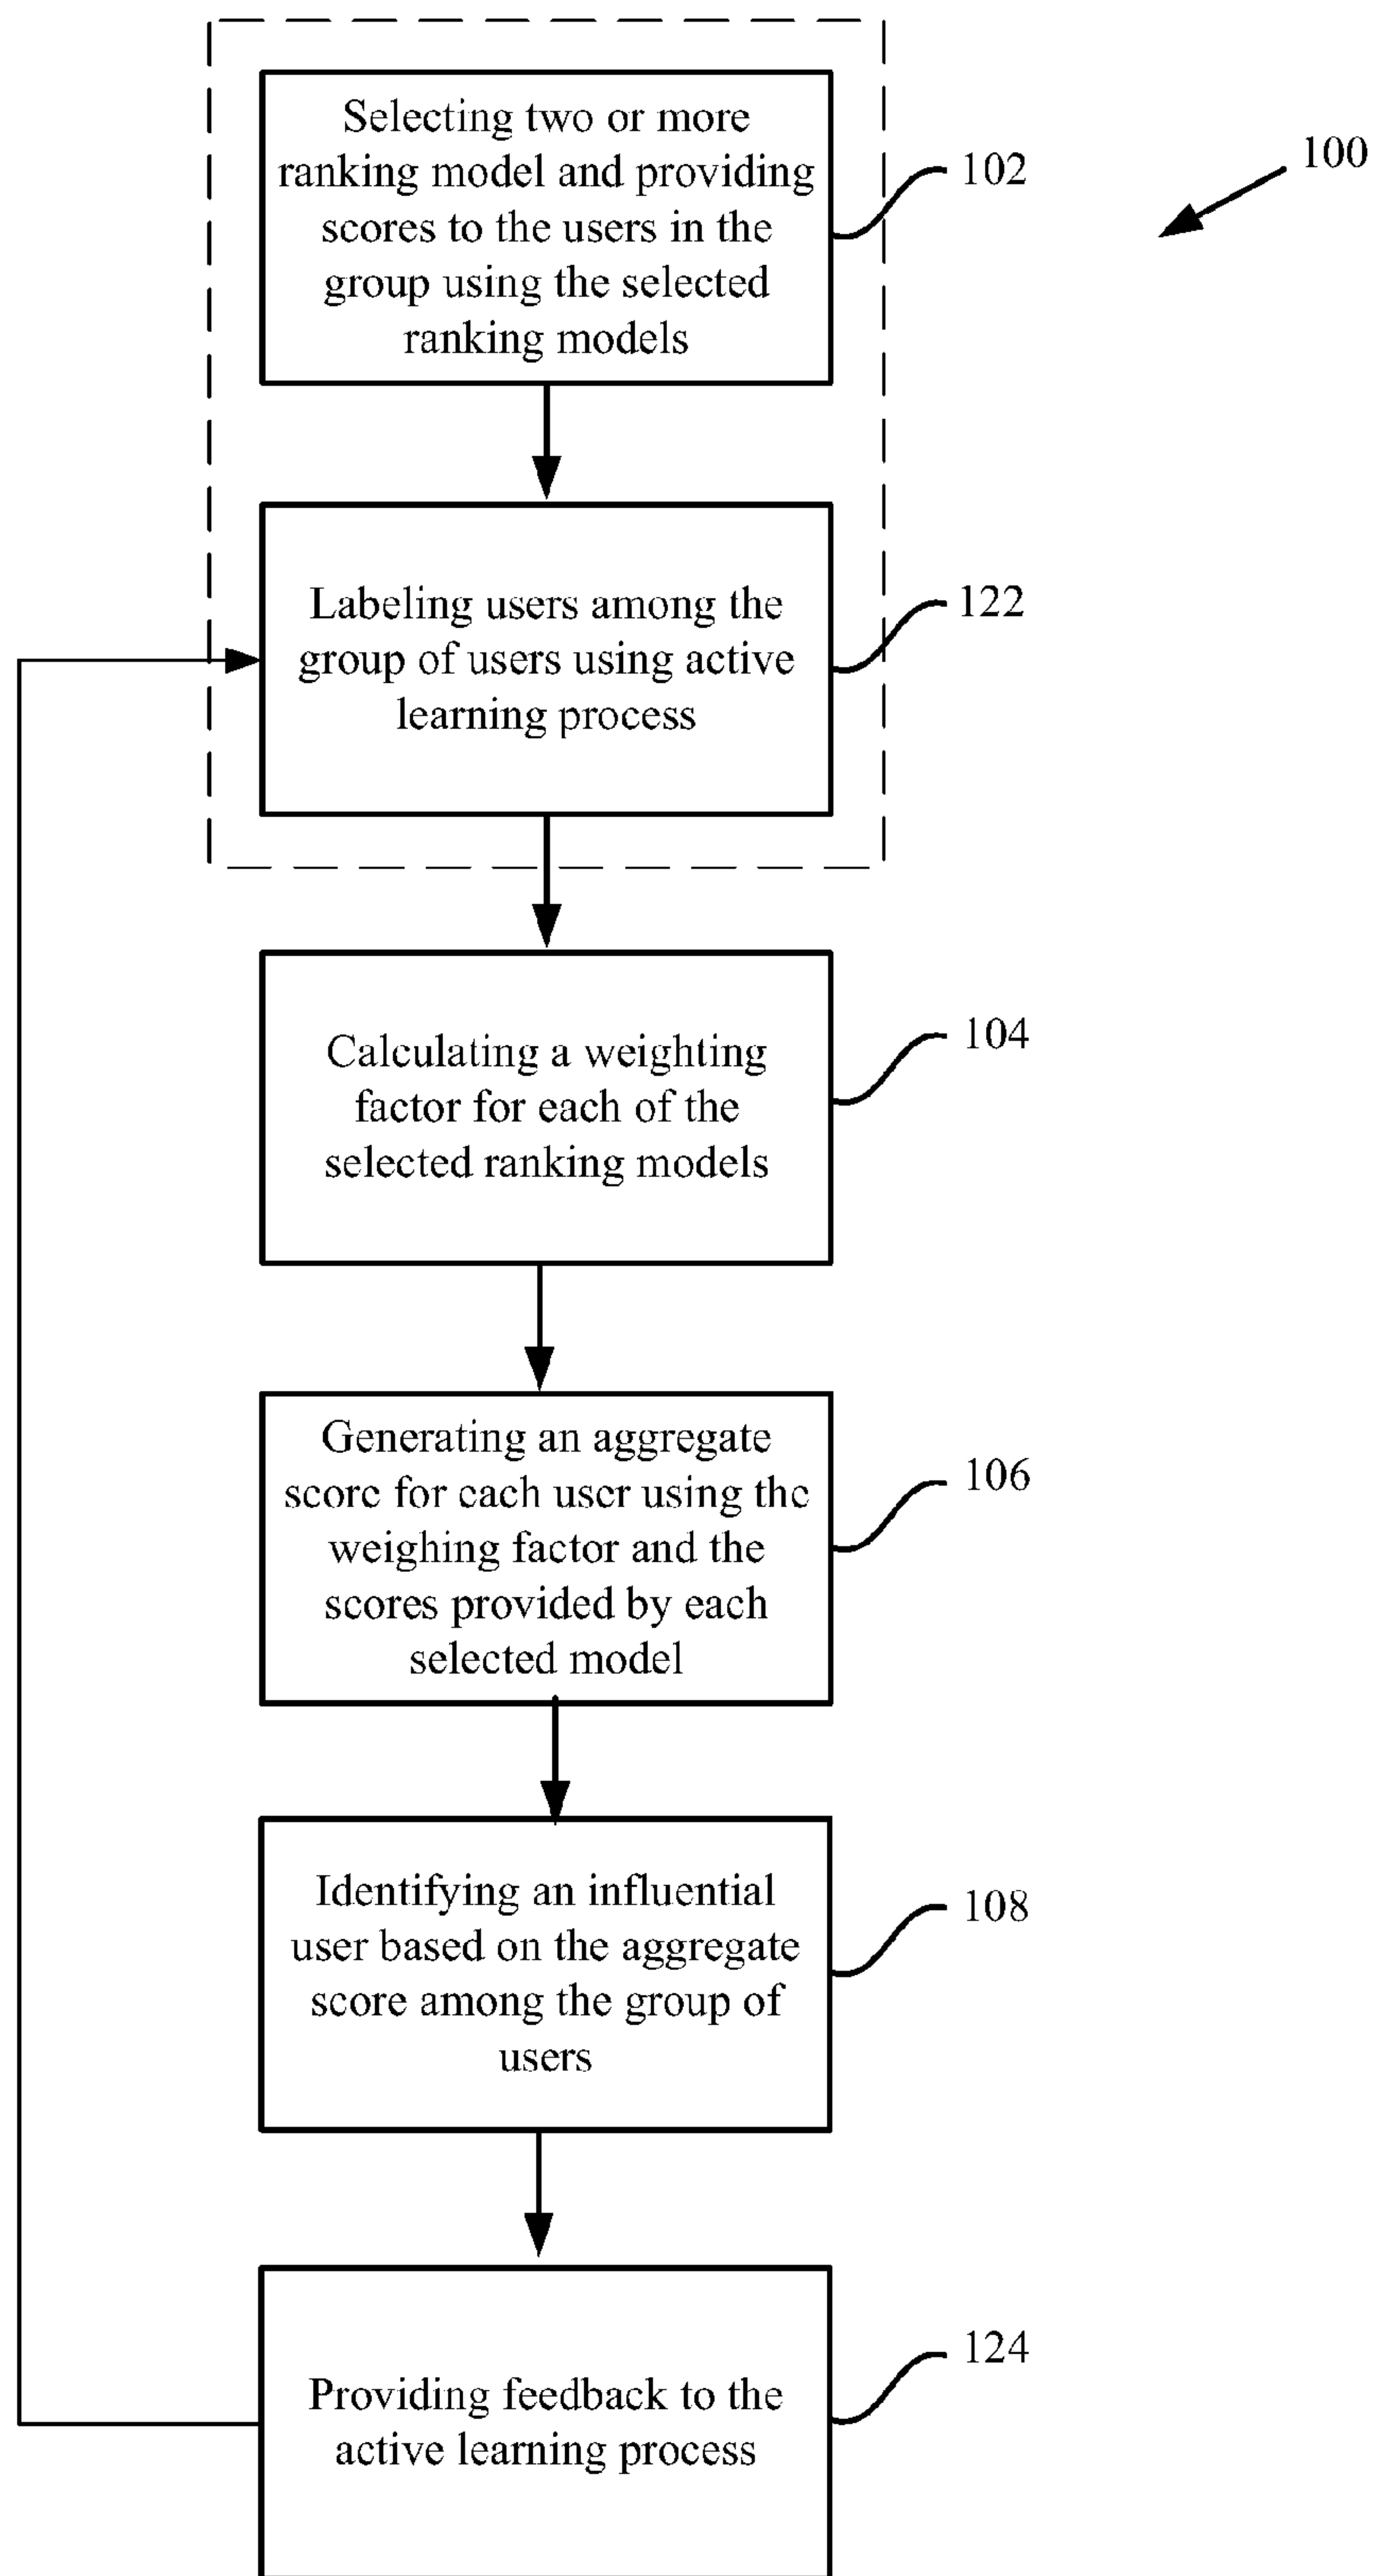 Selecting two or more
ranking model and providing
scores to the users in the
group using the selected
ranking models
102
100
Labeling users among the
group of users using active
learning process
122
Calculating a weighting
factor for each of the
selected ranking models
104
Generating an aggregate
score for each user using the
weighing factor and the
scores provided by each
selected model
106
Identifying an influential
user based on the aggregate
score among the group of
users
108
Providing feedback to the
active learning process
124